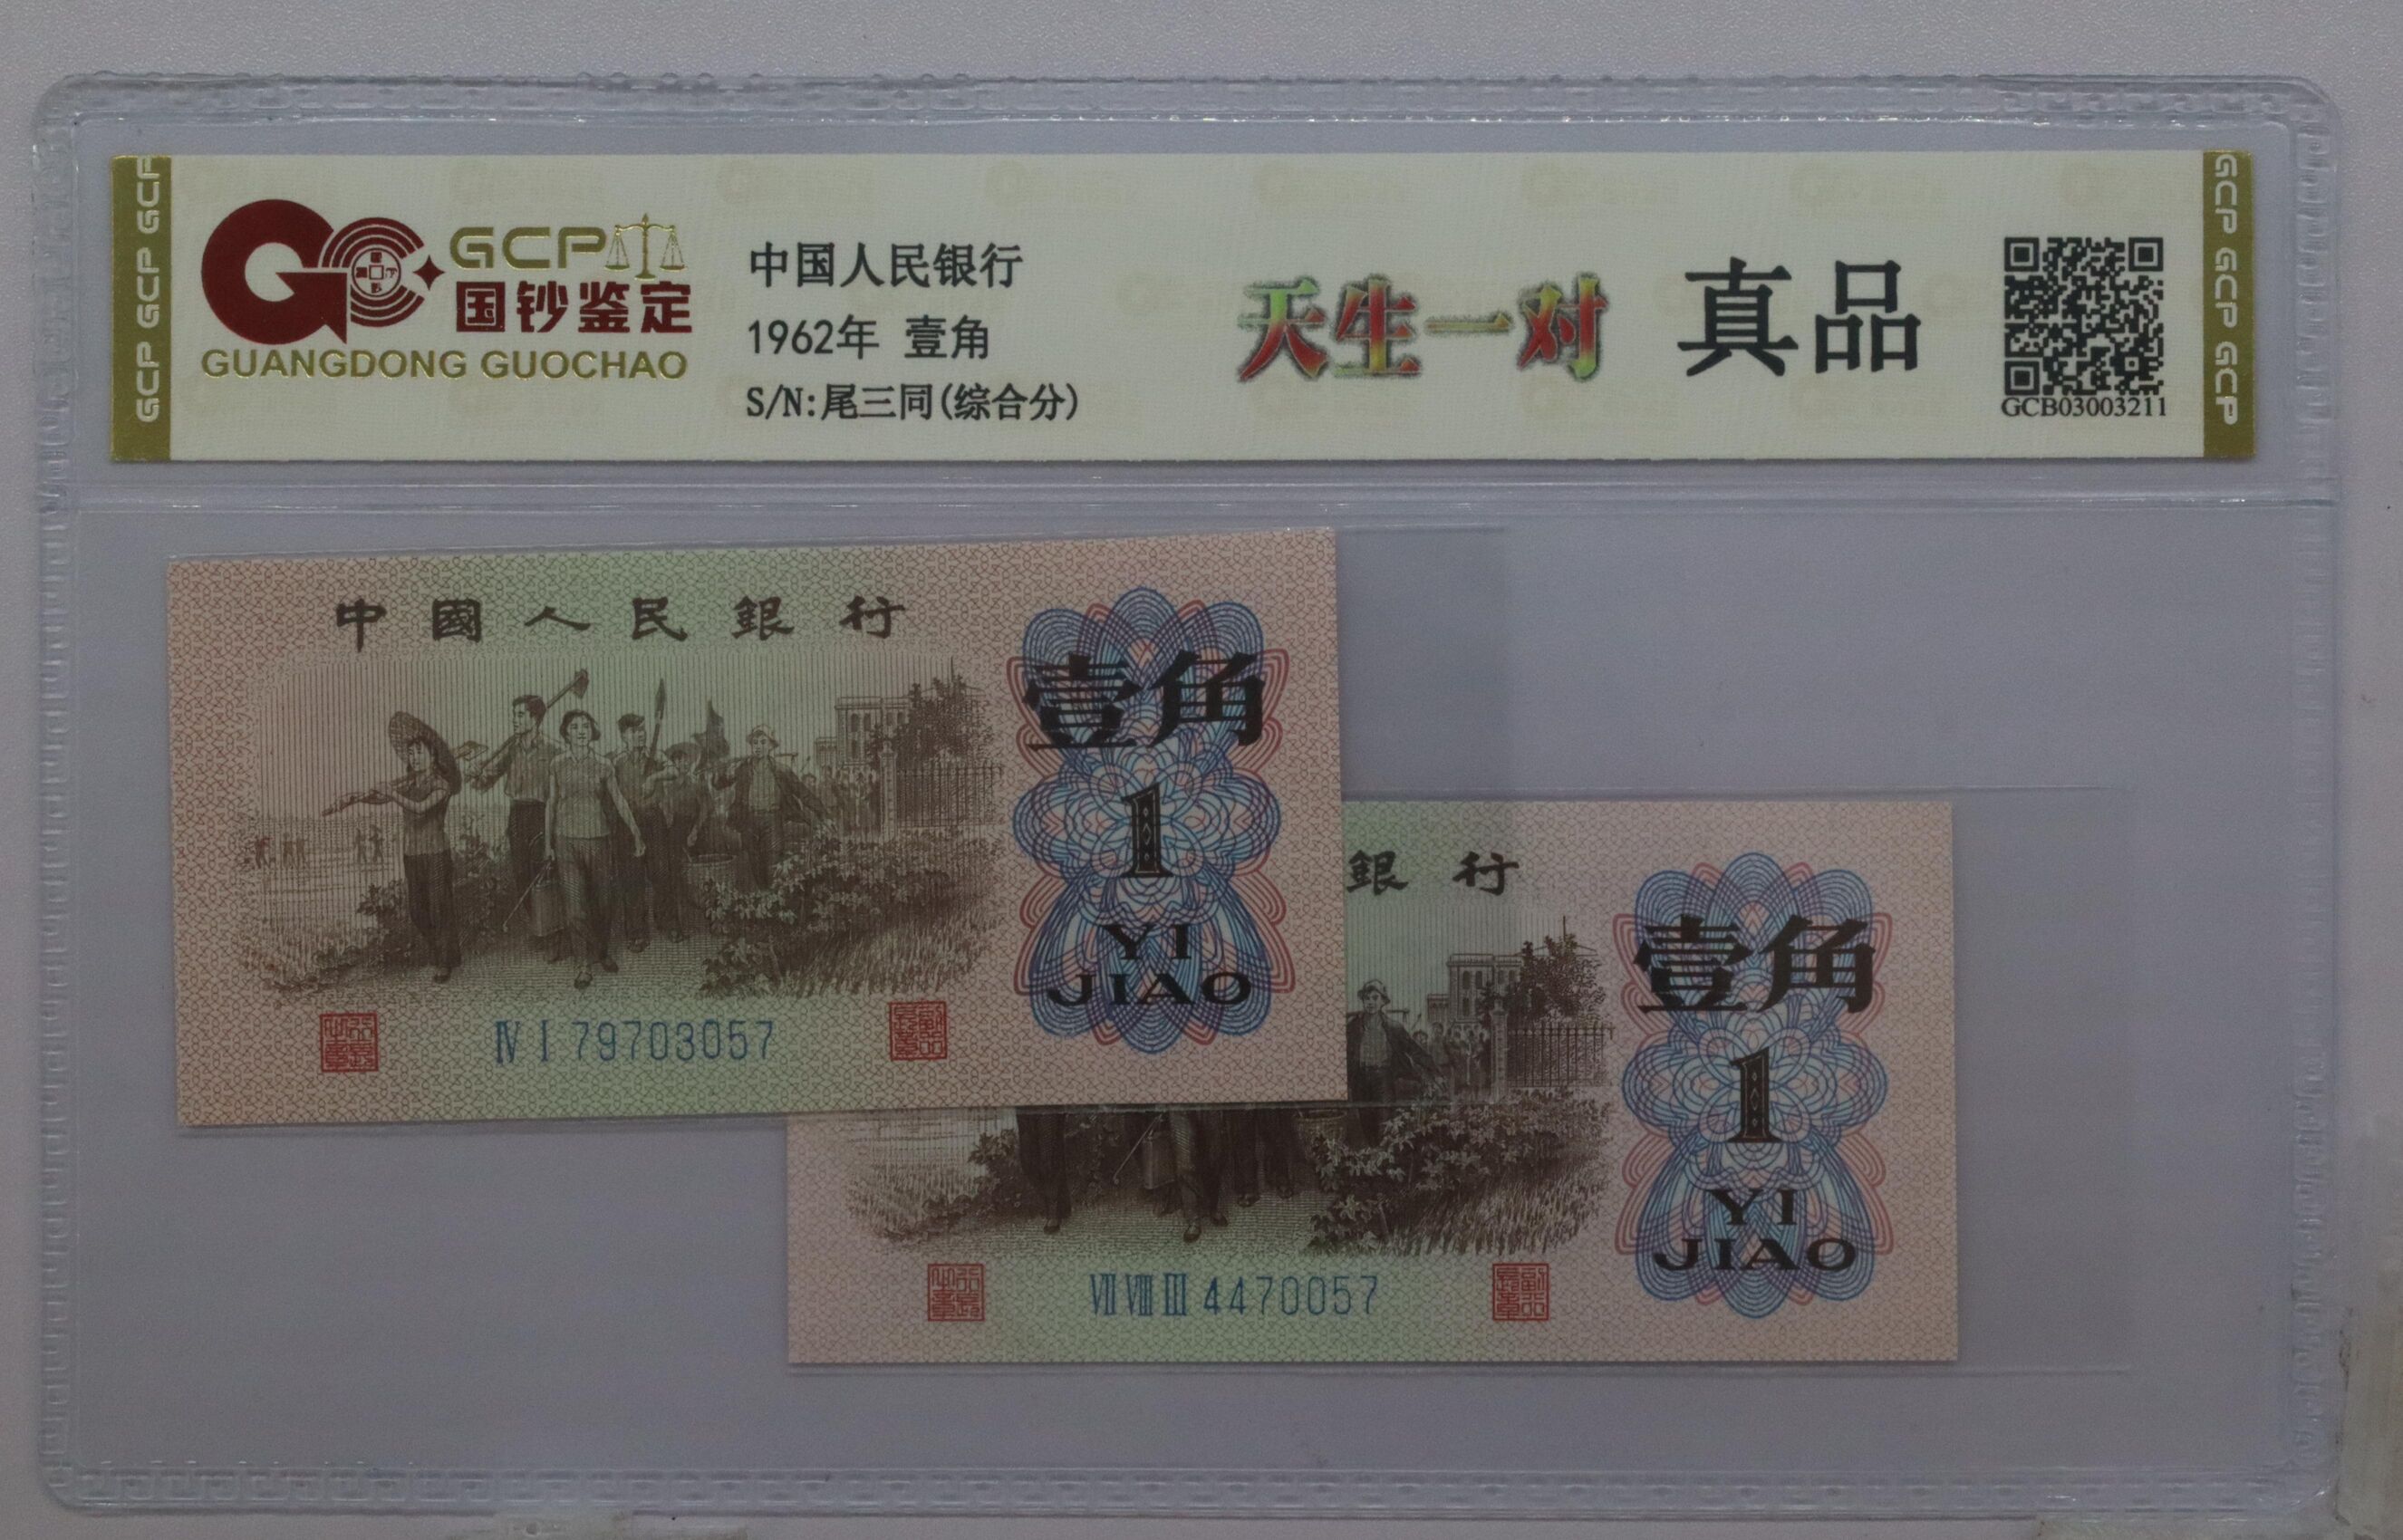 GCP GCP GCP
GCP
国钞鉴定
GUANGDONG GUOCHAO
中国人民银行
1962年 壹角
S/N:尾三同(综合分)
天生一对
真品
GCB03003211
GCP GCP GCP
中國人民銀行
壹角
1
YI
JIAO
Ⅳ Ⅰ 79703057
銀行
壹角
1
YI
JIAO
Ⅶ Ⅷ Ⅲ 4470057